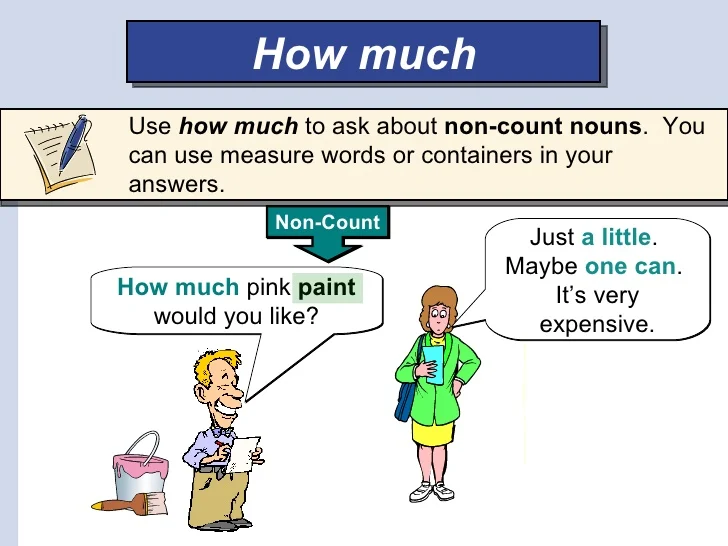 How much
Use how much to ask about non-count nouns.  You
can use measure words or containers in your
answers.
Non-Count
Just a little.
Maybe one can.
It’s very
expensive.
How much pink paint
would you like?